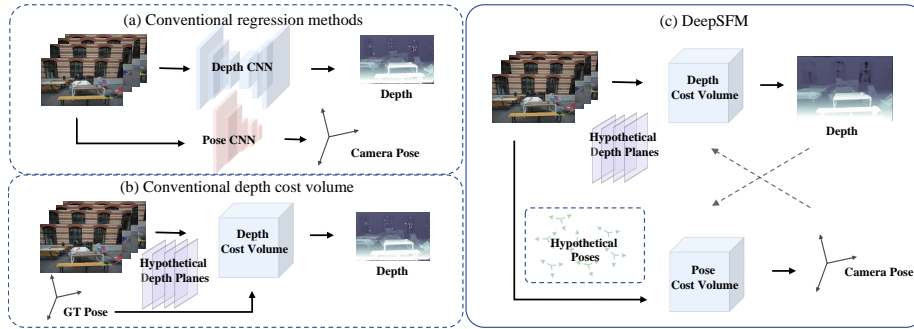 (a) Conventional regression methods
Depth CNN
Depth
Pose CNN
Camera Pose
(b) Conventional depth cost volume
Depth
Cost Volume
Hypothetical
Depth Planes
Depth
GT Pose
(c) DeepSFM
Depth
Cost Volume
Hypothetical
Depth Planes
Depth
Hypothetical
Poses
Pose
Cost Volume
Camera Pose